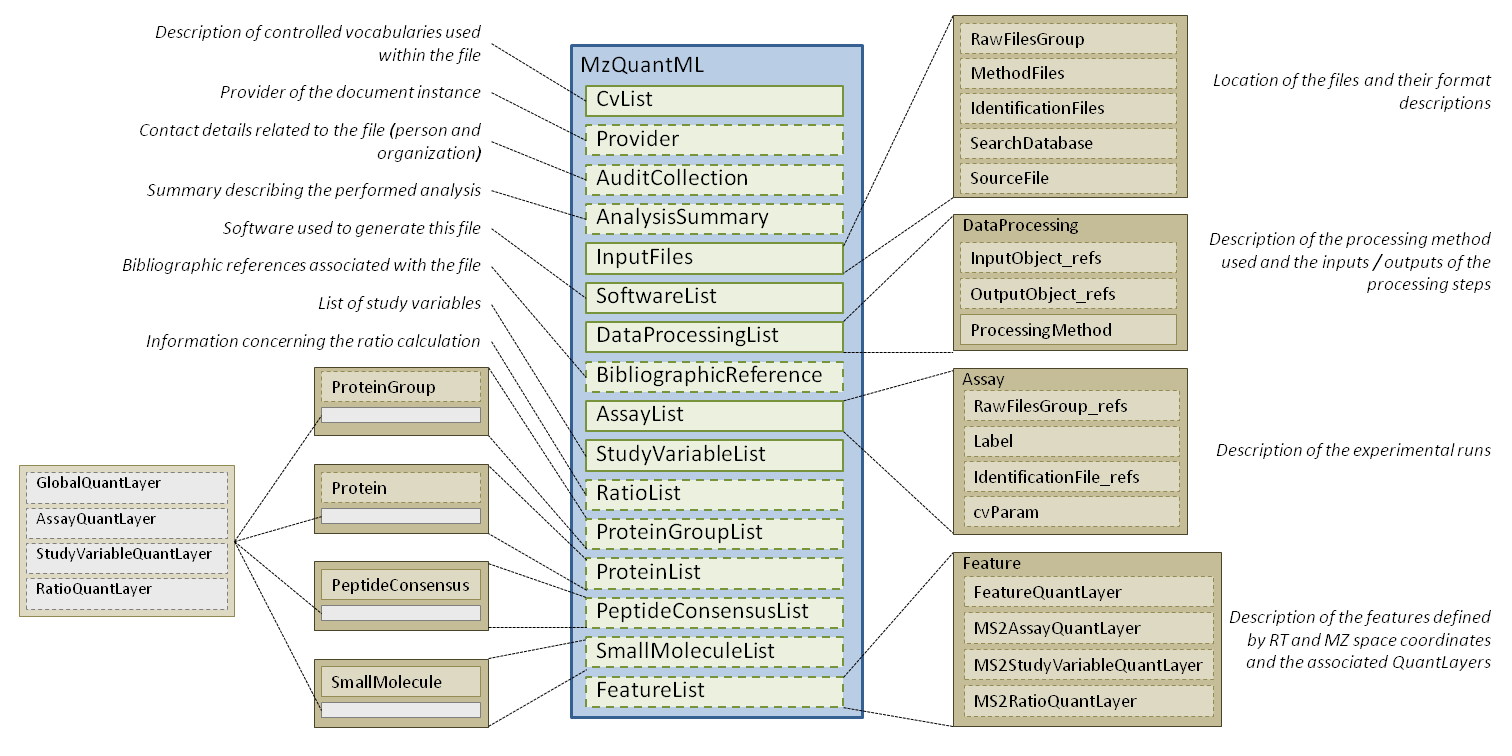 Description of controlled vocabularies used
within the file
Provider of the document instance
Contact details related to the file (person and
organization)
Summary describing the performed analysis
Software used to generate this file
Bibliographic references associated with the file
List of study variables
Information concerning the ratio calculation
ProteinGroup
Protein
PeptideConsensus
SmallMolecule
GlobalQuantLayer
AssayQuantLayer
StudyVariableQuantLayer
RatioQuantLayer
MzQuantML
CvList
Provider
AuditCollection
AnalysisSummary
InputFiles
SoftwareList
DataProcessingList
BibliographicReference
AssayList
StudyVariableList
RatioList
ProteinGroupList
ProteinList
PeptideConsensusList
SmallMoleculeList
FeatureList
RawFilesGroup
MethodFiles
IdentificationFiles
SearchDatabase
SourceFile
Location of the files and their format
descriptions
DataProcessing
InputObject_refs
OutputObject_refs
ProcessingMethod
Description of the processing method
used and the inputs / outputs of the
processing steps
Assay
RawFilesGroup_refs
Label
IdentificationFile_refs
cvParam
Description of the experimental runs
Feature
FeatureQuantLayer
MS2AssayQuantLayer
MS2StudyVariableQuantLayer
MS2RatioQuantLayer
Description of the features defined
by RT and MZ space coordinates
and the associated QuantLayers